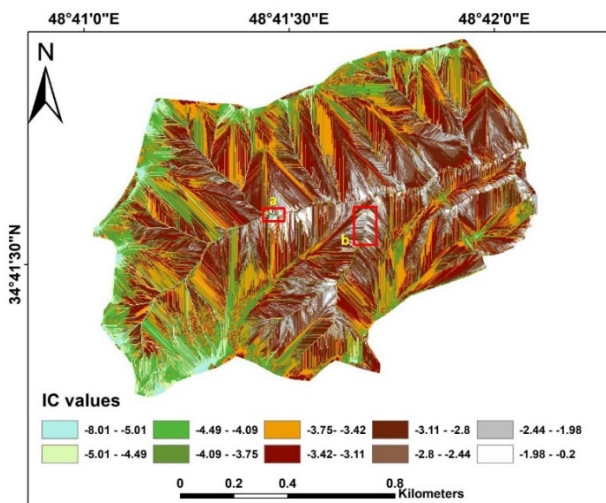 48°41'0"E 48°41'30"E 48°42'0"E
N
a
b
34°41'30"N
IC values
-8.01 - -5.01 -4.49 - -4.09 -3.75- -3.42 -3.11- -2.8 -2.44 - -1.98
-5.01 - -4.49 -4.09 - -3.75 -3.42 -3.11 -2.8 - -2.44 -1.98 -0.2
0 0.2 0.4 0.8
Kilometers